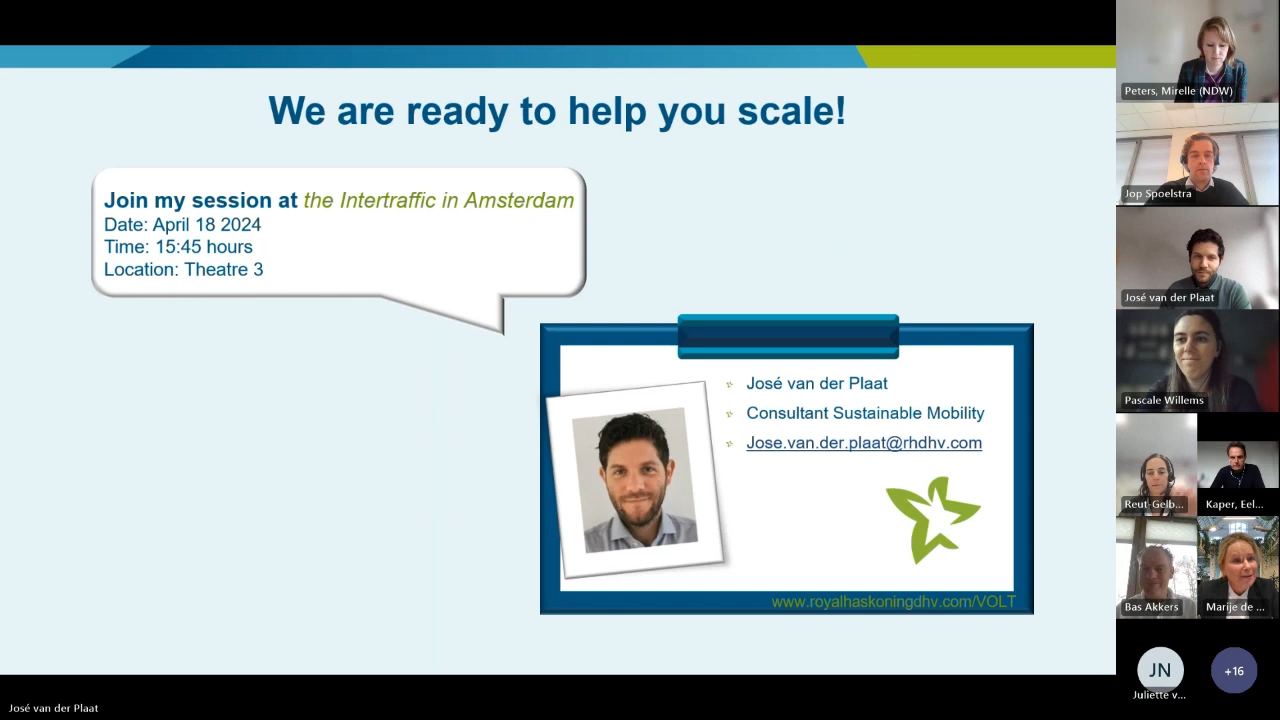 We are ready to help you scale!
Join my session at the Intertraffic in Amsterdam
Date: April 18 2024
Time: 15:45 hours
Location: Theatre 3
José van der Plaat
Consultant Sustainable Mobility
Jose.van.der.plaat@rhdhv.com
www.royalhaskoningdhv.com/VOLT
Peters, Mirelle (NDW)
Jop Spoelstra
José van der Plaat
Pascale Willems
Reut-Gelb...
Kaper, Eel...
Bas Akkers
Marije de ...
JN
Juliette v...
+16
José van der Plaat